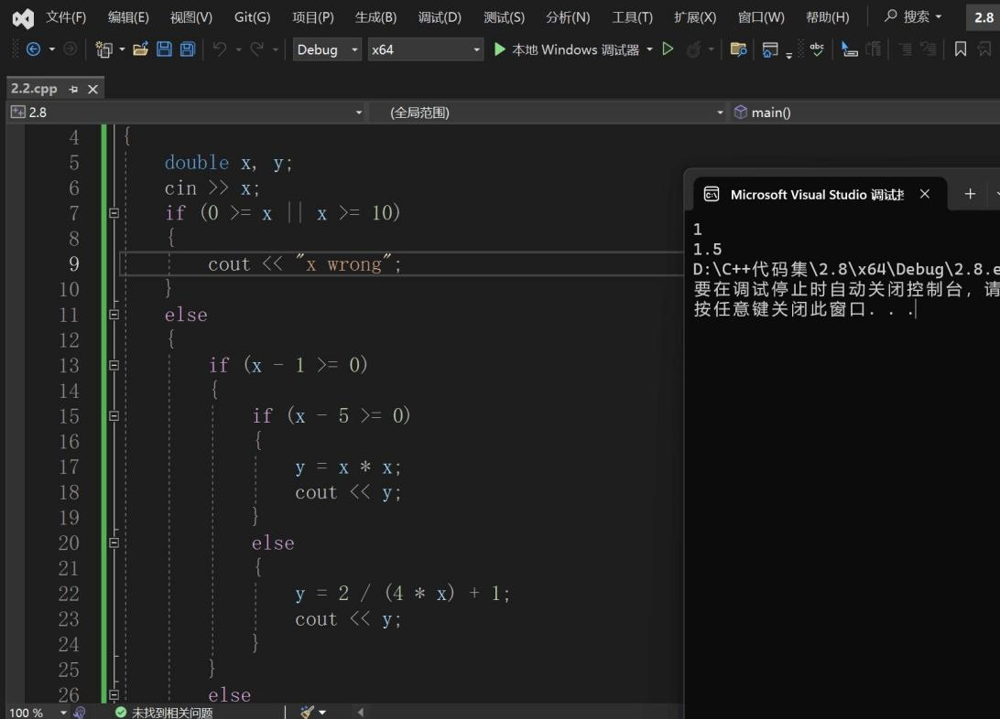 文件(F) 编辑(E) 视图(V) Git(G) 项目(P) 生成(B) 调试(D) 测试(S) 分析(N) 工具(T) 扩展(X) 窗口(W) 帮助(H) 搜索 2.8
Debug x64 本地 Windows 调试器 abc
2.2.cpp
2.8 (全局范围) main()
4 {
5 double x, y;
6 cin >> x;
7 if (0 >= x || x >= 10)
8 {
9 cout << "x wrong";
10 }
11 else
12 {
13 if (x - 1 >= 0)
14 {
15 if (x - 5 >= 0)
16 {
17 y = x * x;
18 cout << y;
19 }
20 else
21 {
22 y = 2 / (4 * x) + 1;
23 cout << y;
24 }
25 }
26 else
100 % 未找到相关问题
Microsoft Visual Studio 调试
1
1.5
D:\C++代码集\2.8\x64\Debug\2.8.e
要在调试停止时自动关闭控制台，请
按任意键关闭此窗口. . .